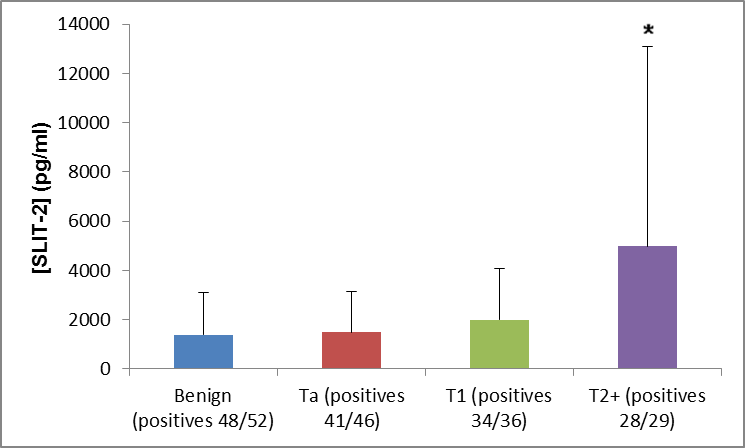 14000
12000
10000
8000
6000
4000
2000
0
[SLIT-2] (pg/ml)
*
Benign
(positives 48/52)
Ta (positives
41/46)
T1 (positives
34/36)
T2+ (positives
28/29)